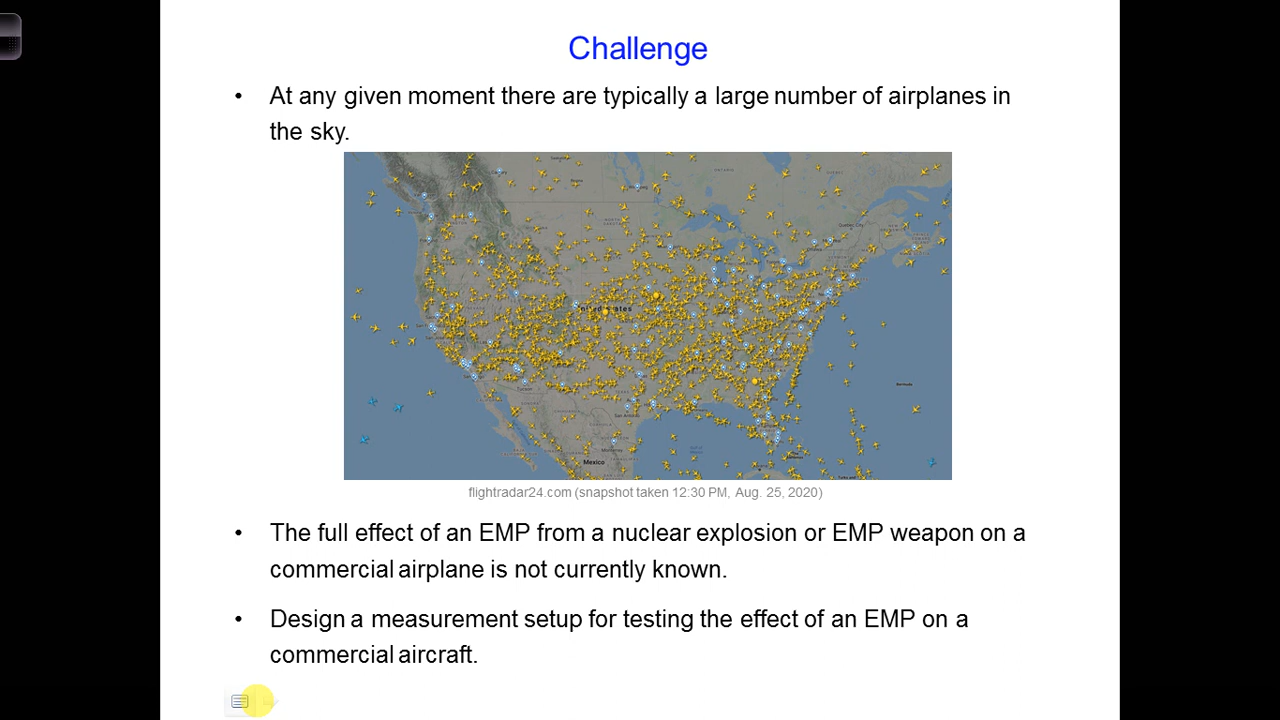 Challenge
• At any given moment there are typically a large number of airplanes in
the sky.
Mexico
flightradar24.com (snapshot taken 12:30 PM, Aug. 25, 2020)
• The full effect of an EMP from a nuclear explosion or EMP weapon on a
commercial airplane is not currently known.
• Design a measurement setup for testing the effect of an EMP on a
commercial aircraft.